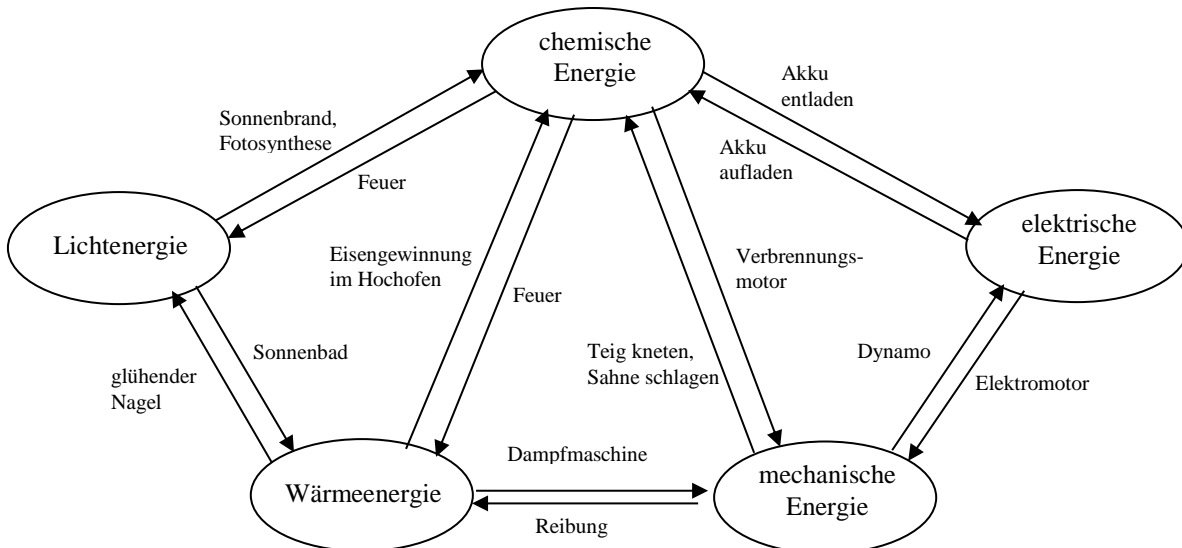 chemische
Energie
Akku
entladen
Sonnenbrand,
Fotosynthese
Akku
aufladen
Feuer
Lichtenergie
elektrische
Energie
Eisengewinnung
im Hochofen
Verbrennungs-
motor
Feuer
Sonnenbad
Teig kneten,
Sahne schlagen
Dynamo
glühender
Nagel
Elektromotor
Dampfmaschine
Wärmeenergie
mechanische
Energie
Reibung